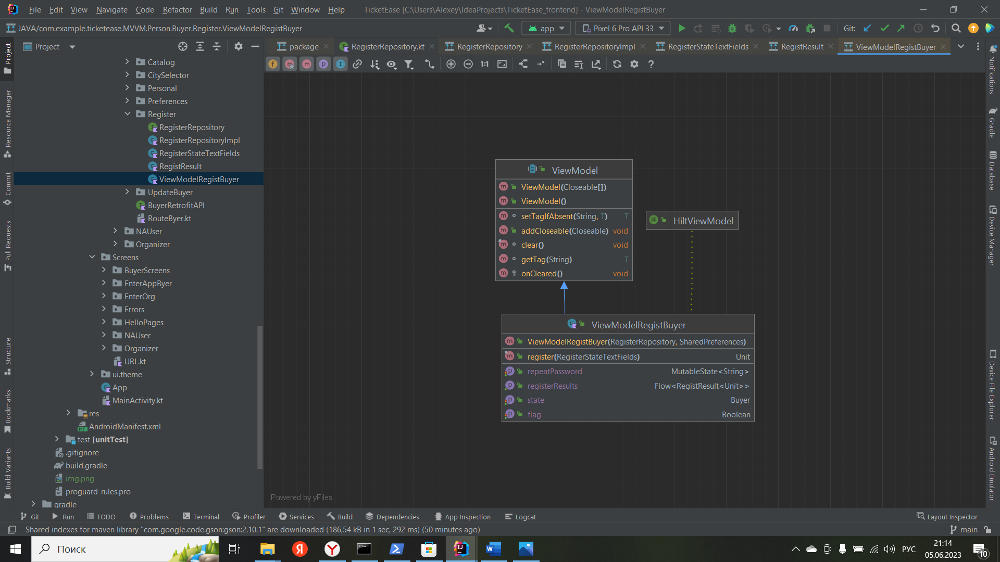 File Edit View Navigate Code Refactor Build Run Tools Git Window Help TicketEase [C:\Users\Alexey\IdeaProjects\TicketEase_frontend] - ViewModelRegistBuyer
JAVA/com.example.ticketease.MVVM.Person.Buyer.Register.ViewModelRegistBuyer app Pixel 6 Pro API 33 Git:
Project
package RegisterRepository.kt RegisterRepository RegisterRepositoryImpl RegisterStateTextFields RegistResult ViewModelRegistBuyer
1:1
Catalog
CitySelector
Personal
Preferences
Register
RegisterRepository
RegisterRepositoryImpl
RegisterStateTextFields
RegistResult
ViewModelRegistBuyer
UpdateBuyer
BuyerRetrofitAPI
RouteByer.kt
NAUser
Organizer
Screens
BuyerScreens
EnterAppByer
EnterOrg
Errors
HelloPages
NAUser
Organizer
URL.kt
ui.theme
App
MainActivity.kt
res
AndroidManifest.xml
test [unitTest]
.gitignore
build.gradle
img.png
proguard-rules.pro
gradle
Project
Resource Manager
Commit
Pull Requests
Structure
Bookmarks
Build Variants
ViewModel
ViewModel(Closeable[])
ViewModel()
setTagIfAbsent(String, T) T
addCloseable(Closeable) void
clear() void
getTag(String) T
onCleared() void
HiltViewModel
ViewModelRegistBuyer
ViewModelRegistBuyer(RegisterRepository, SharedPreferences)
register(RegisterStateTextFields) Unit
repeatPassword MutableState<String>
registerResults Flow<RegistResult<Unit>>
state Buyer
flag Boolean
Powered by yFiles
Notifications
Gradle
Database
Device Manager
Device File Explorer
Android Emulator
Git Run TODO Problems Terminal Profiler Services Build Dependencies App Inspection Logcat Layout Inspector
Shared indexes for maven library "com.google.code.gson:gson:2.10.1" are downloaded (186,54 kB in 1 sec, 292 ms) (50 minutes ago) main
Поиск
РУС
21:14
05.06.2023
10